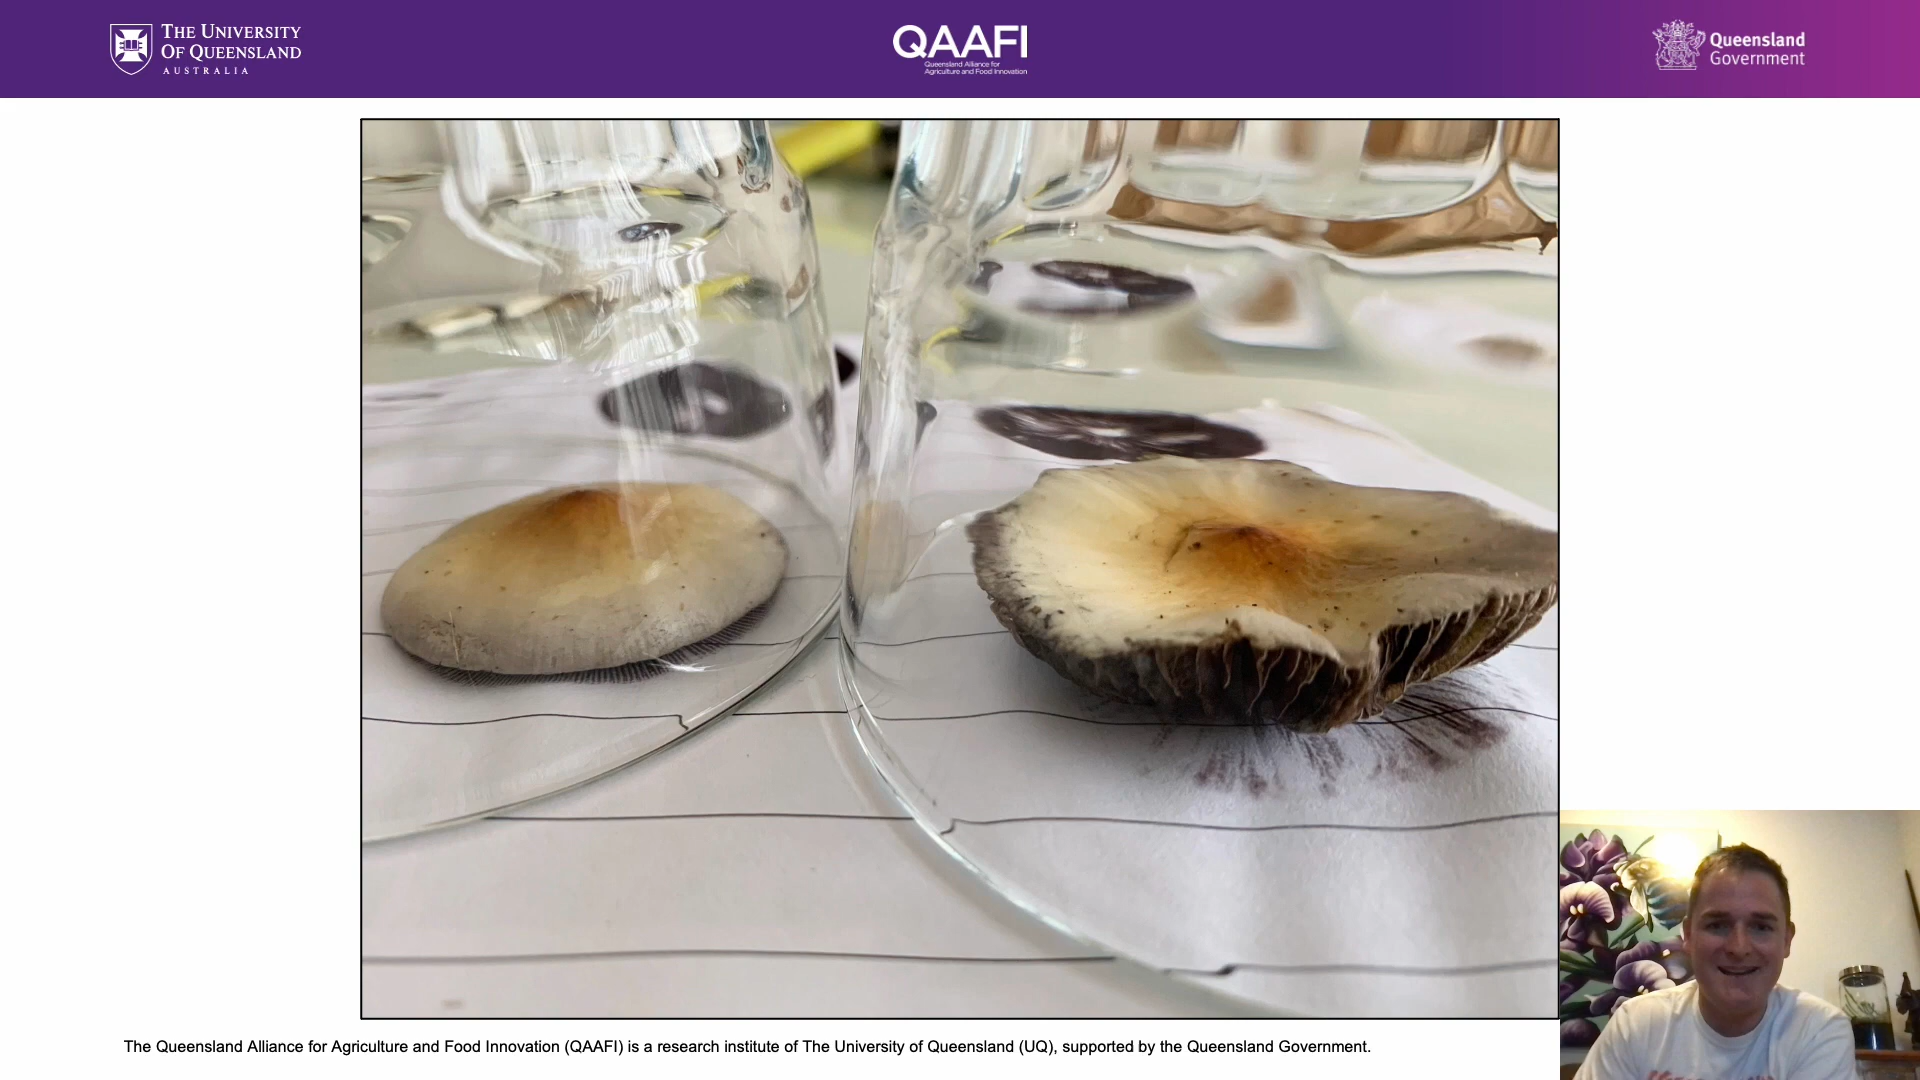 THE UNIVERSITY
OF QUEENSLAND
AUSTRALIA
QAAFI
Queensland Alliance for
Agriculture and Food Innovation
Queensland
Government
The Queensland Alliance for Agriculture and Food Innovation (QAAFI) is a research institute of The University of Queensland (UQ), supported by the Queensland Government.